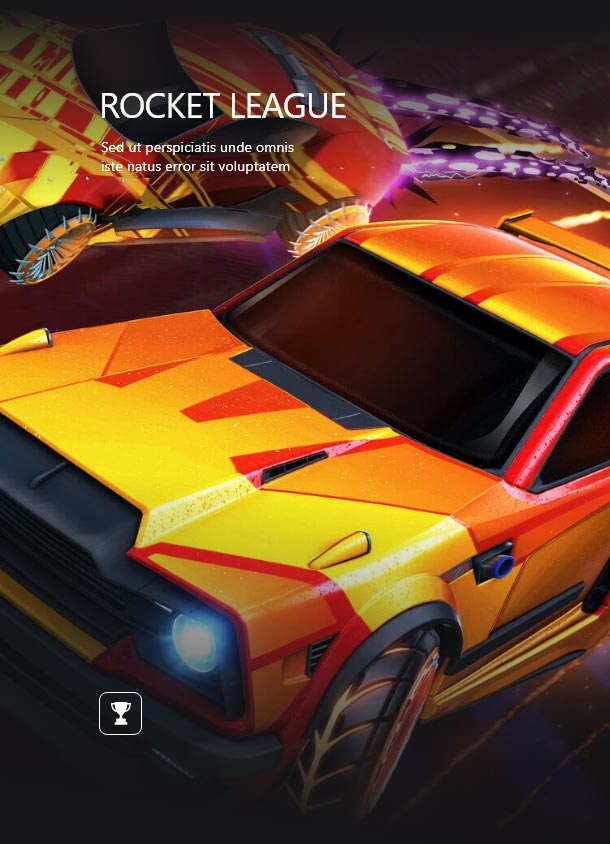 ROCKET LEAGUE
Sed ut perspiciatis unde omnis
iste natus error sit voluptatem